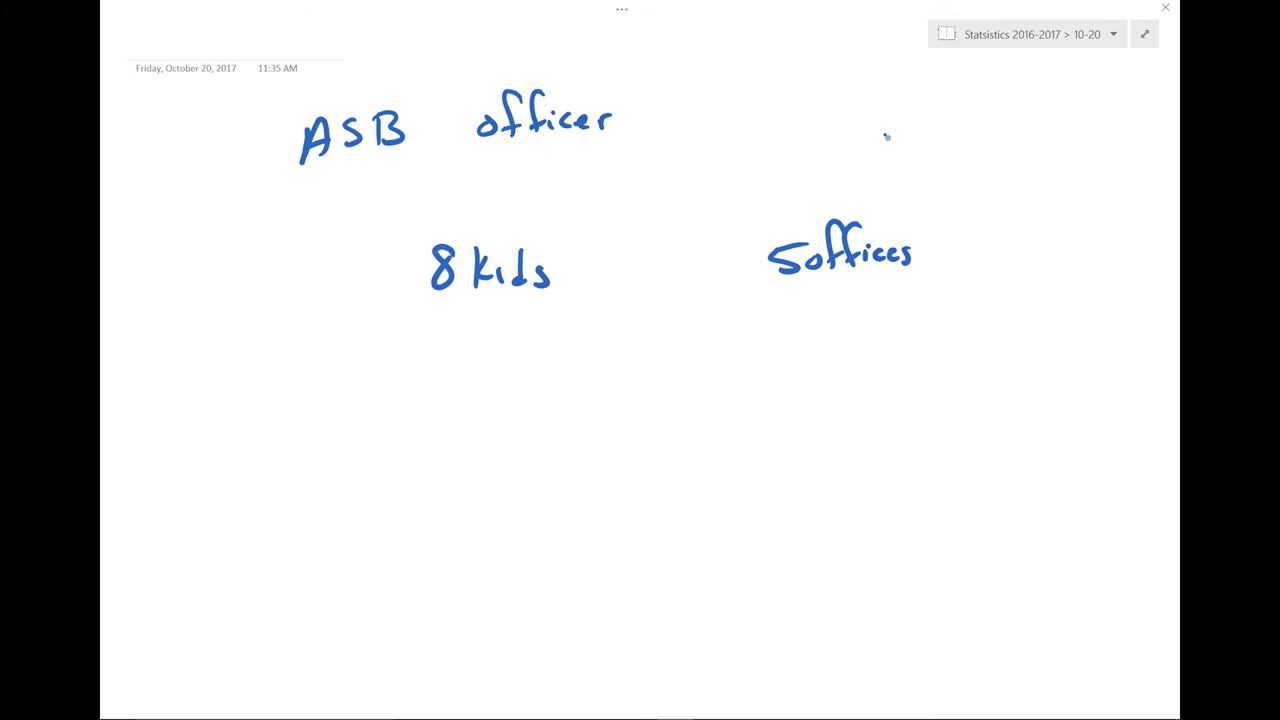 ...
Statsistics 2016-2017 > 10-20
Friday, October 20, 2017 11:35 AM
ASB officer
8 kids 5 offices